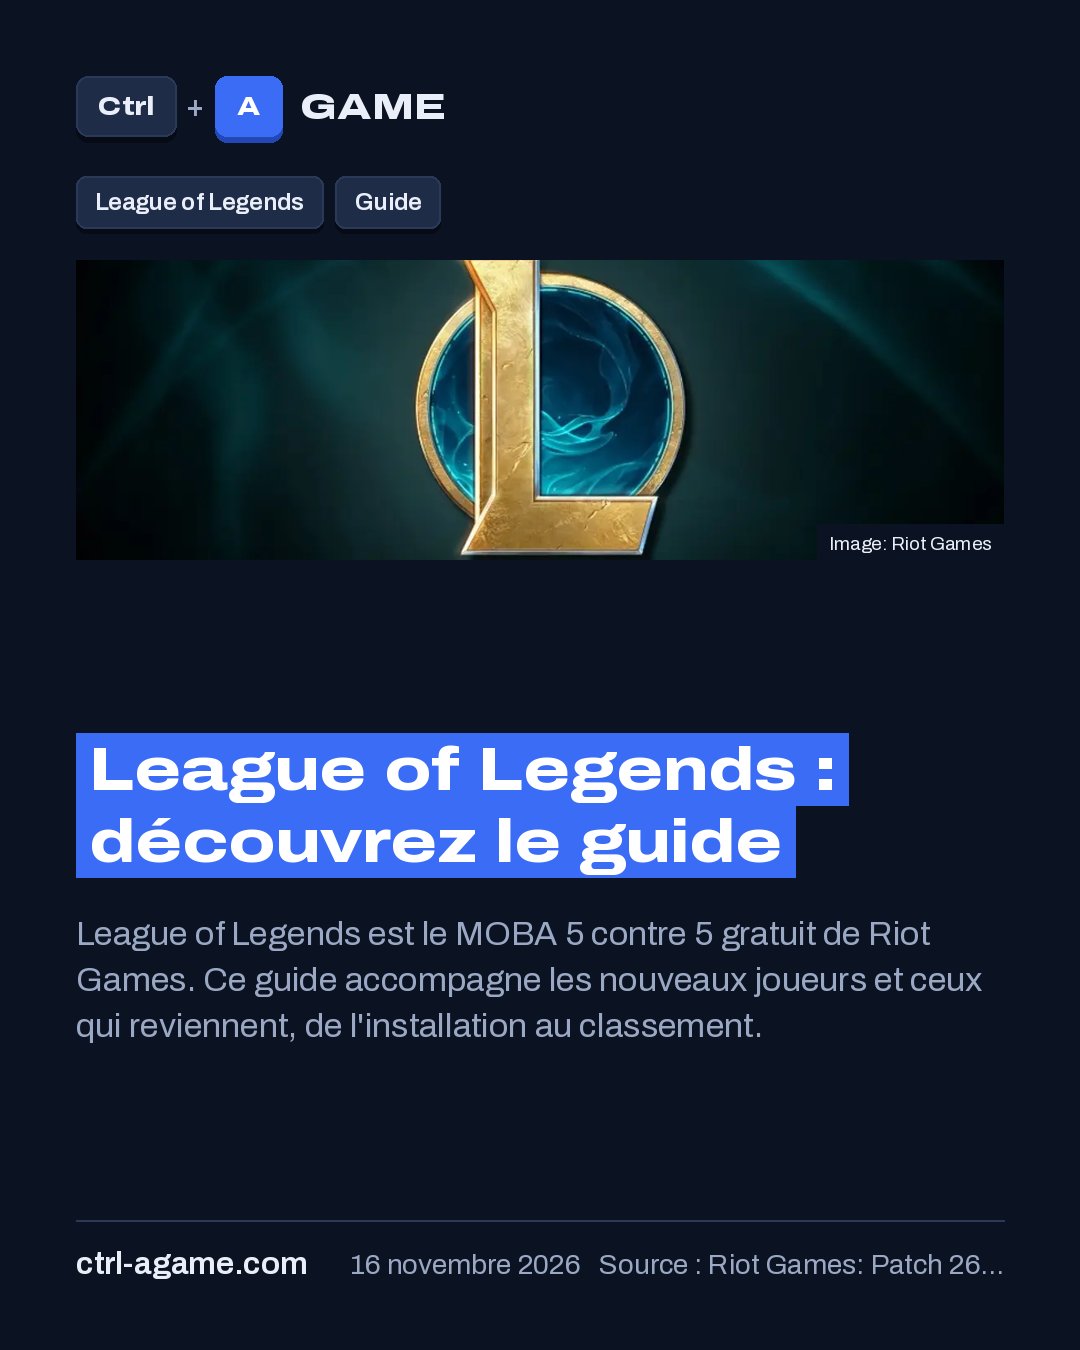 Ctrl + A GAME
League of Legends Guide
Image: Riot Games
League of Legends :
découvrez le guide
League of Legends est le MOBA 5 contre 5 gratuit de Riot
Games. Ce guide accompagne les nouveaux joueurs et ceux
qui reviennent, de l'installation au classement.
ctrl-agame.com 16 novembre 2026 Source : Riot Games: Patch 26...